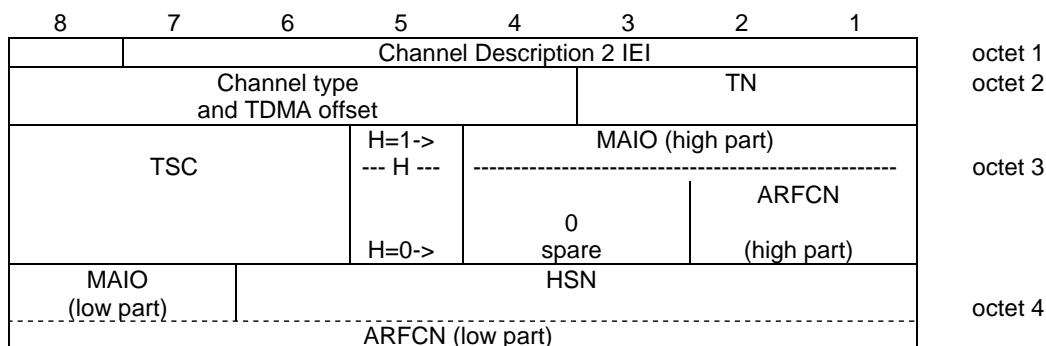 8 7 6 5 4 3 2 1
Channel Description 2 IEI octet 1
Channel type TN octet 2
and TDMA offset
H=1-> MAIO (high part)
TSC --- H --- ------------------------------------------------------ octet 3
ARFCN
0
H=0-> spare (high part)
MAIO HSN
(low part) octet 4
ARFCN (low part)